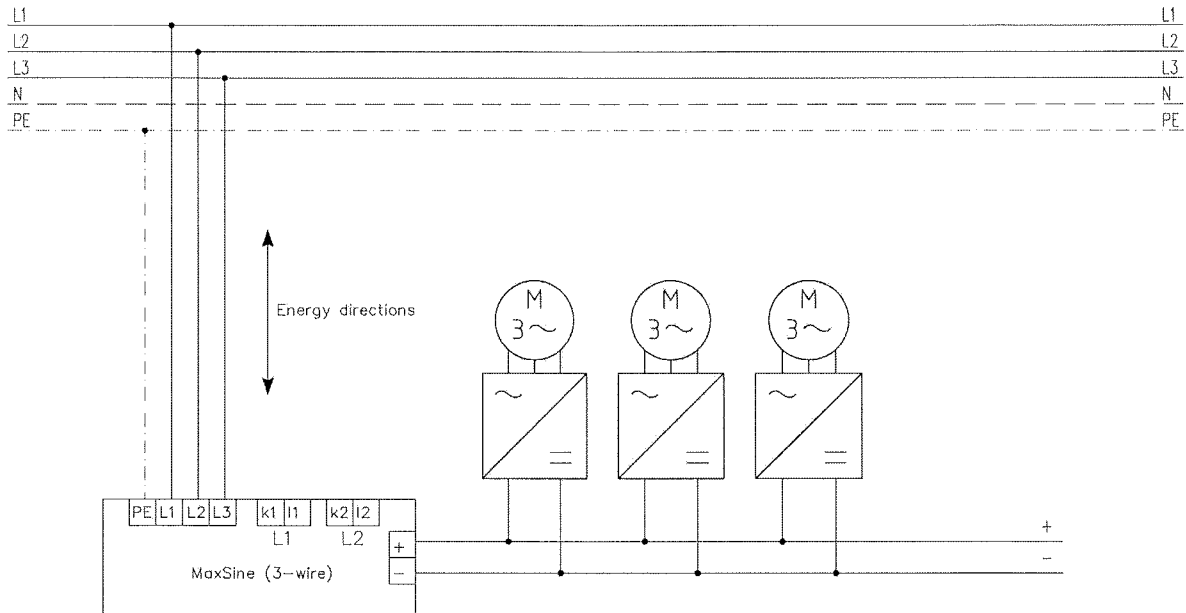 L1 L1
L2 L2
L3 L3
N N
PE PE
Energy directions
M M M
3~ 3~ 3~
~ ~ ~
= = =
PE L1 L2 L3 k1 l1 k2 l2
L1 L2
+ +
- -
MaxSine (3-wire)